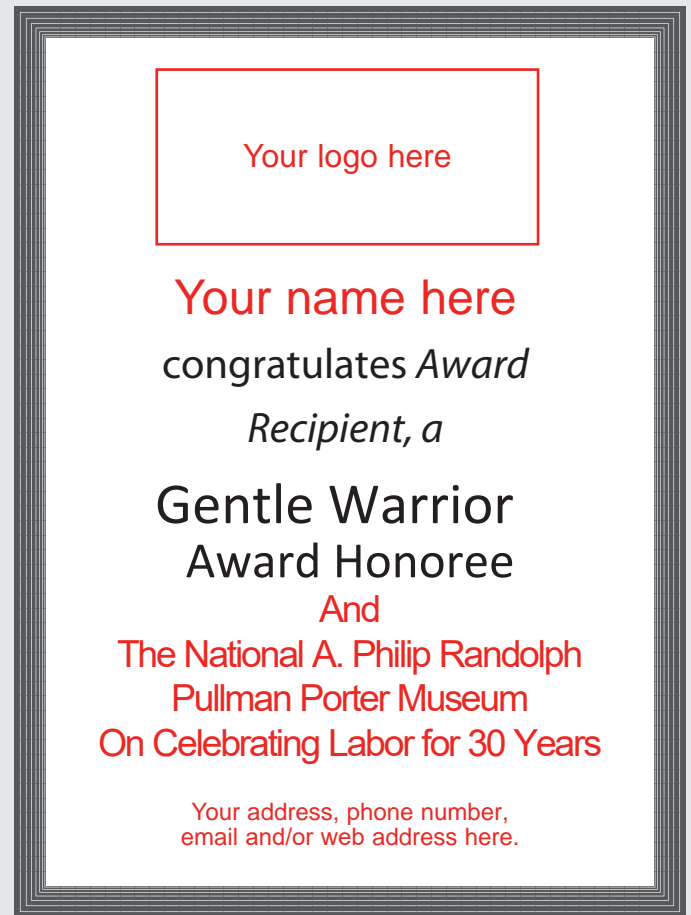 Your logo here
Your name here
congratulates Award
Recipient, a
Gentle Warrior
Award Honoree
And
The National A. Philip Randolph
Pullman Porter Museum
On Celebrating Labor for 30 Years
Your address, phone number,
email and/or web address here.